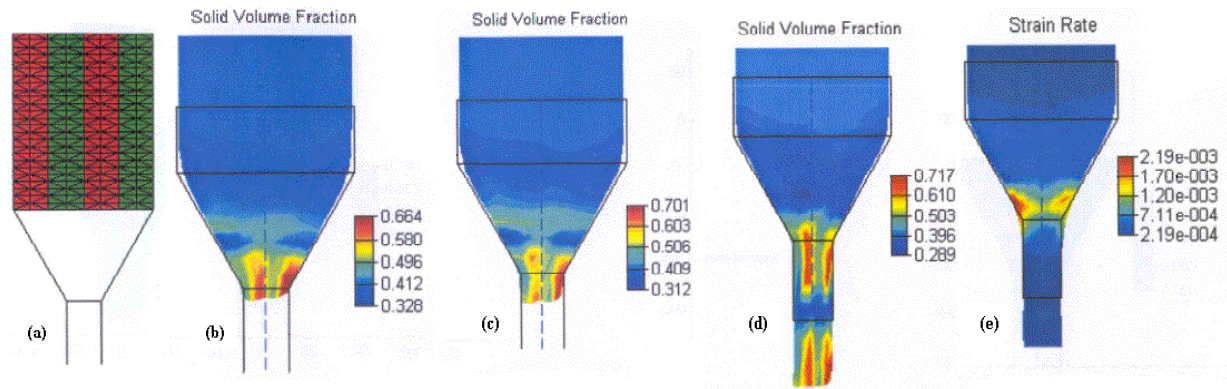 Solid Volume Fraction
Solid Volume Fraction
Solid Volume Fraction
Strain Rate
0.664
0.580
0.496
0.412
0.328
0.701
0.603
0.506
0.409
0.312
0.717
0.610
0.503
0.396
0.289
2.19e-003
1.70e-003
1.20e-003
7.11e-004
2.19e-004
(a)
(b)
(c)
(d)
(e)